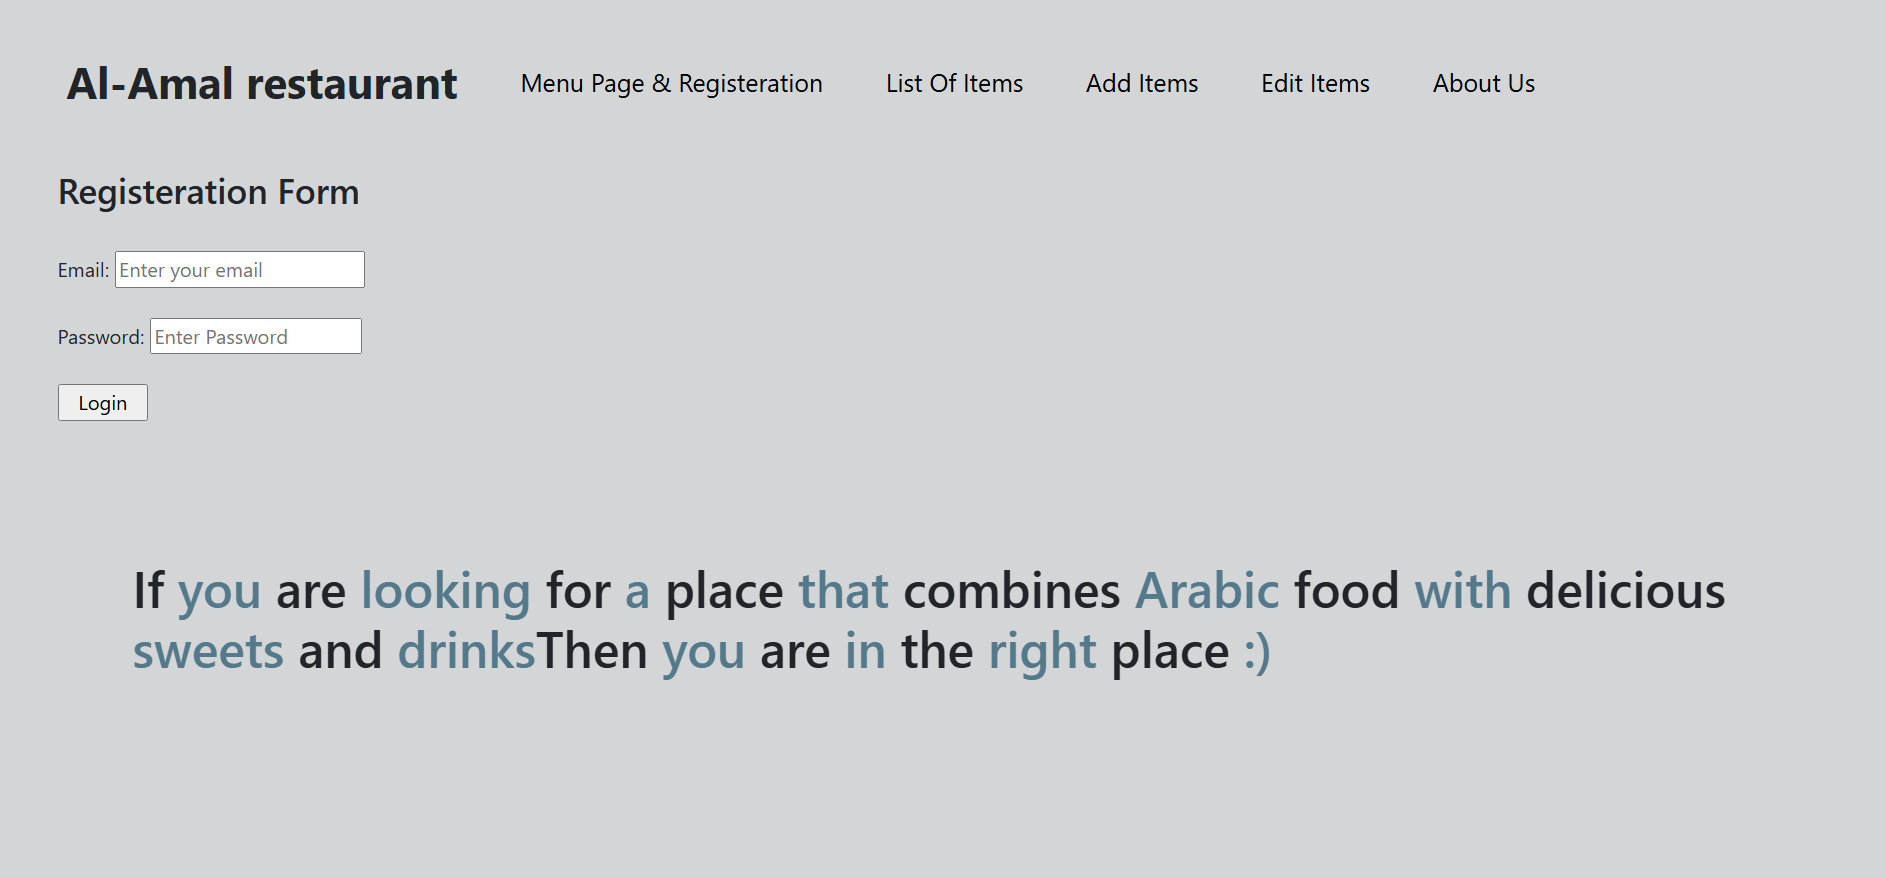 Al-Amal restaurant Menu Page & Registeration List Of Items Add Items Edit Items About Us
Registeration Form
Email: Enter your email
Password: Enter Password
Login
If you are looking for a place that combines Arabic food with delicious
sweets and drinksThen you are in the right place :)